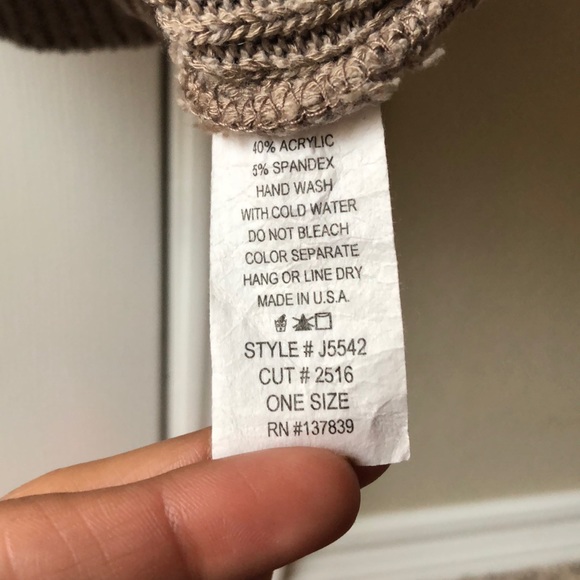 40% ACRYLIC
5% SPANDEX
HAND WASH
WITH COLD WATER
DO NOT BLEACH
COLOR SEPARATE
HANG OR LINE DRY
MADE IN U.S.A.
STYLE # J5542
CUT # 2516
ONE SIZE
RN #137839